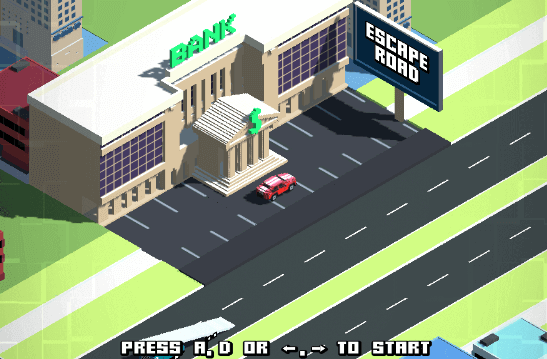 BANK
$
ESCAPE
ROAD
PRESS A,D OR ←,→ TO START